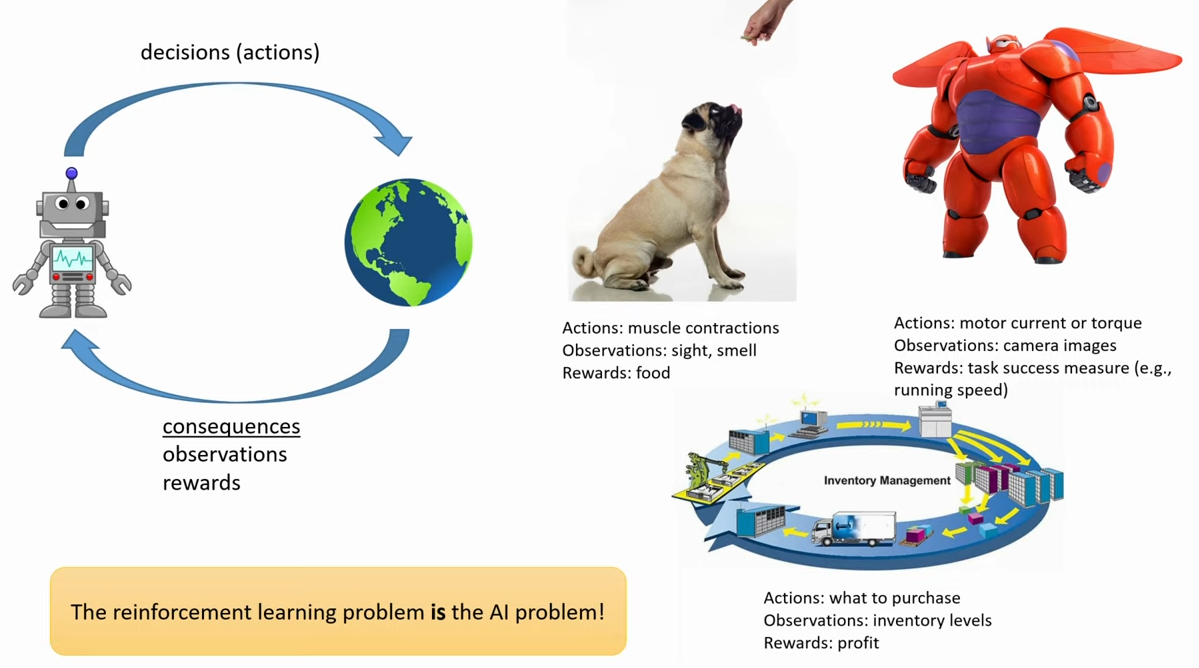 decisions (actions)
consequences
observations
rewards
The reinforcement learning problem is the AI problem!
Actions: muscle contractions
Observations: sight, smell
Rewards: food
Actions: motor current or torque
Observations: camera images
Rewards: task success measure (e.g.,
running speed)
Inventory Management
Actions: what to purchase
Observations: inventory levels
Rewards: profit